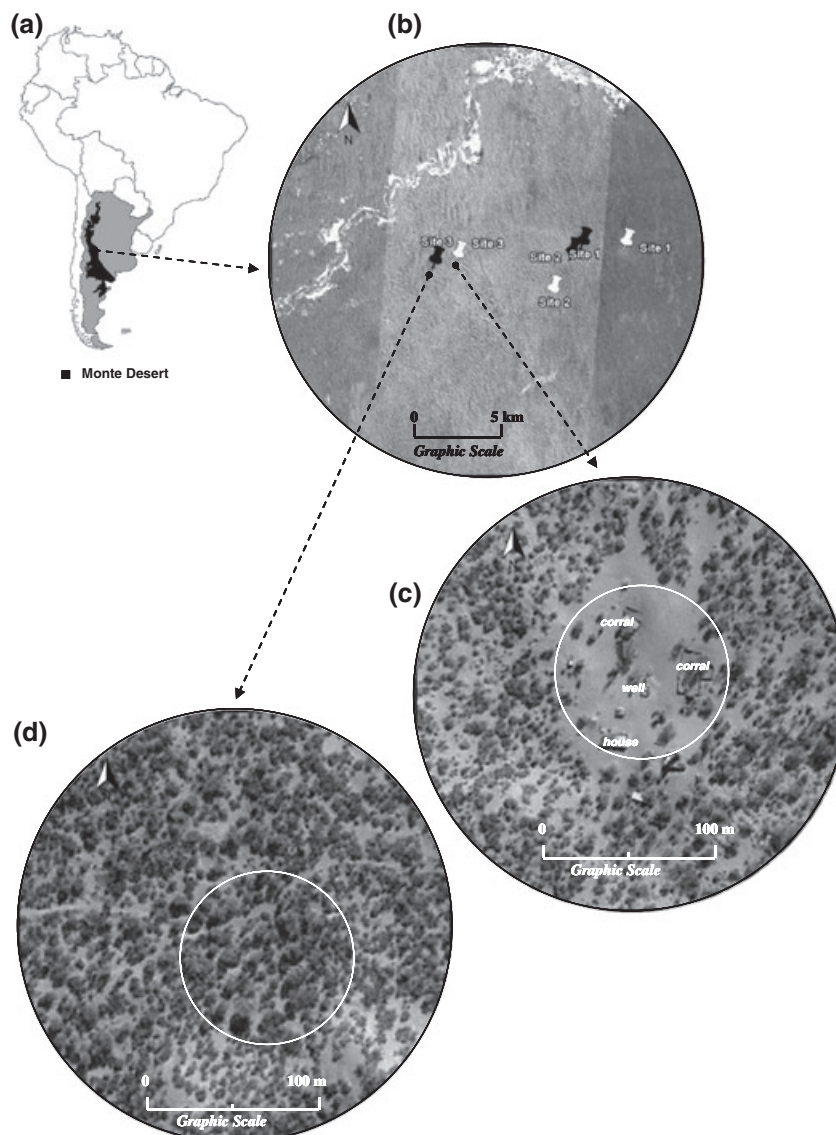 (a)
Monte Desert
(b)
N
Site 3
Site 3
Site 2
Site 1
Site 1
Site 2
0 5 km
Graphic Scale
(c)
corral
corral
well
house
0 100 m
Graphic Scale
(d)
0 100 m
Graphic Scale